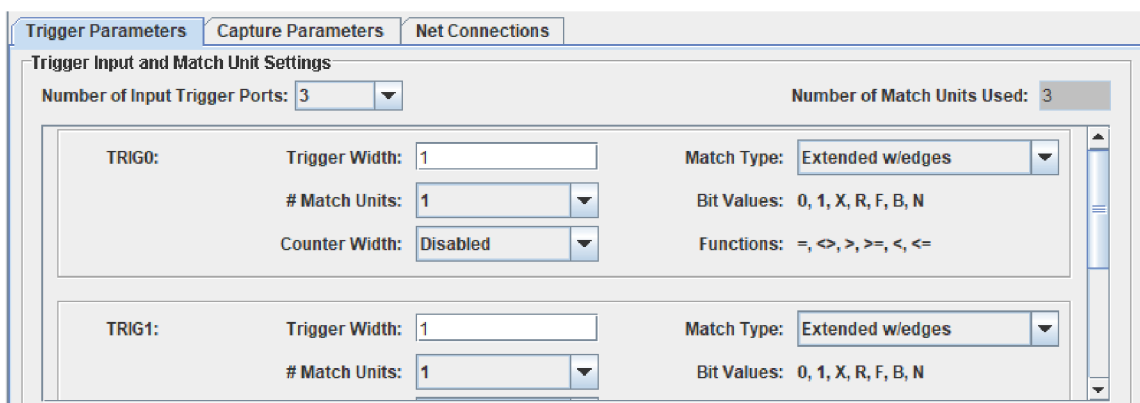 Trigger Parameters Capture Parameters Net Connections
Trigger Input and Match Unit Settings
Number of Input Trigger Ports: 3 Number of Match Units Used: 3
TRIG0: Trigger Width: 1 Match Type: Extended w/edges
# Match Units: 1 Bit Values: 0, 1, X, R, F, B, N
Counter Width: Disabled Functions: =, <>, >, >=, <, <=
TRIG1: Trigger Width: 1 Match Type: Extended w/edges
# Match Units: 1 Bit Values: 0, 1, X, R, F, B, N